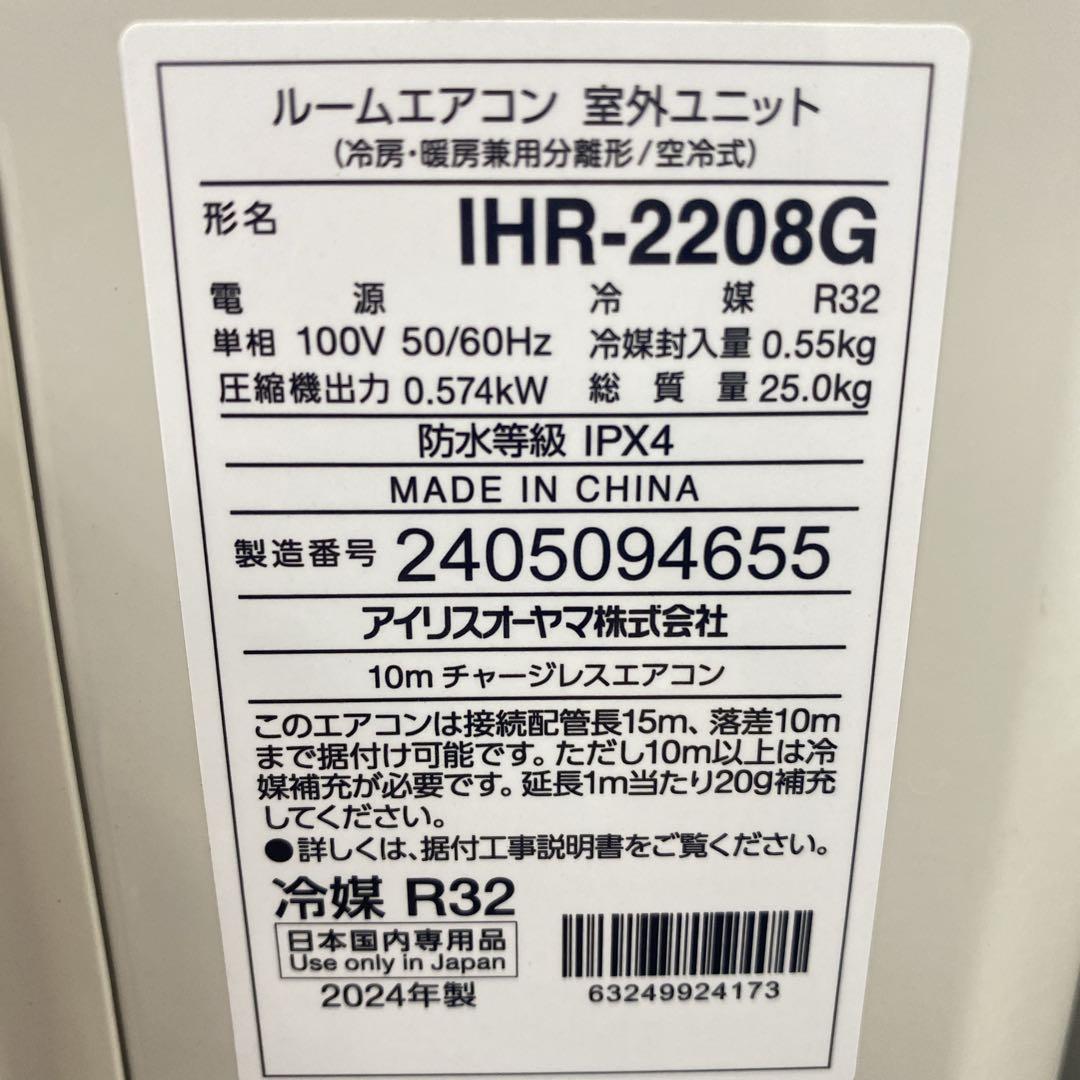 ルームエアコン 室外ユニット
(冷房・暖房兼用分離形/空冷式)
形名 IHR-2208G
電源 冷媒 R32
単相 100V 50/60Hz 冷媒封入量 0.55kg
圧縮機出力 0.574kW 総質量 25.0kg
防水等級 IPX4
MADE IN CHINA
製造番号 2405094655
アイリスオーヤマ株式会社
10m チャージレスエアコン
このエアコンは接続配管長15m、落差10m
まで据付け可能です。ただし10m以上は冷
媒補充が必要です。延長1m当たり20g補充
してください。
●詳しくは、据付工事説明書をご覧ください。
冷媒 R32
日本国内専用品
Use only in Japan
2024年製
63249924173